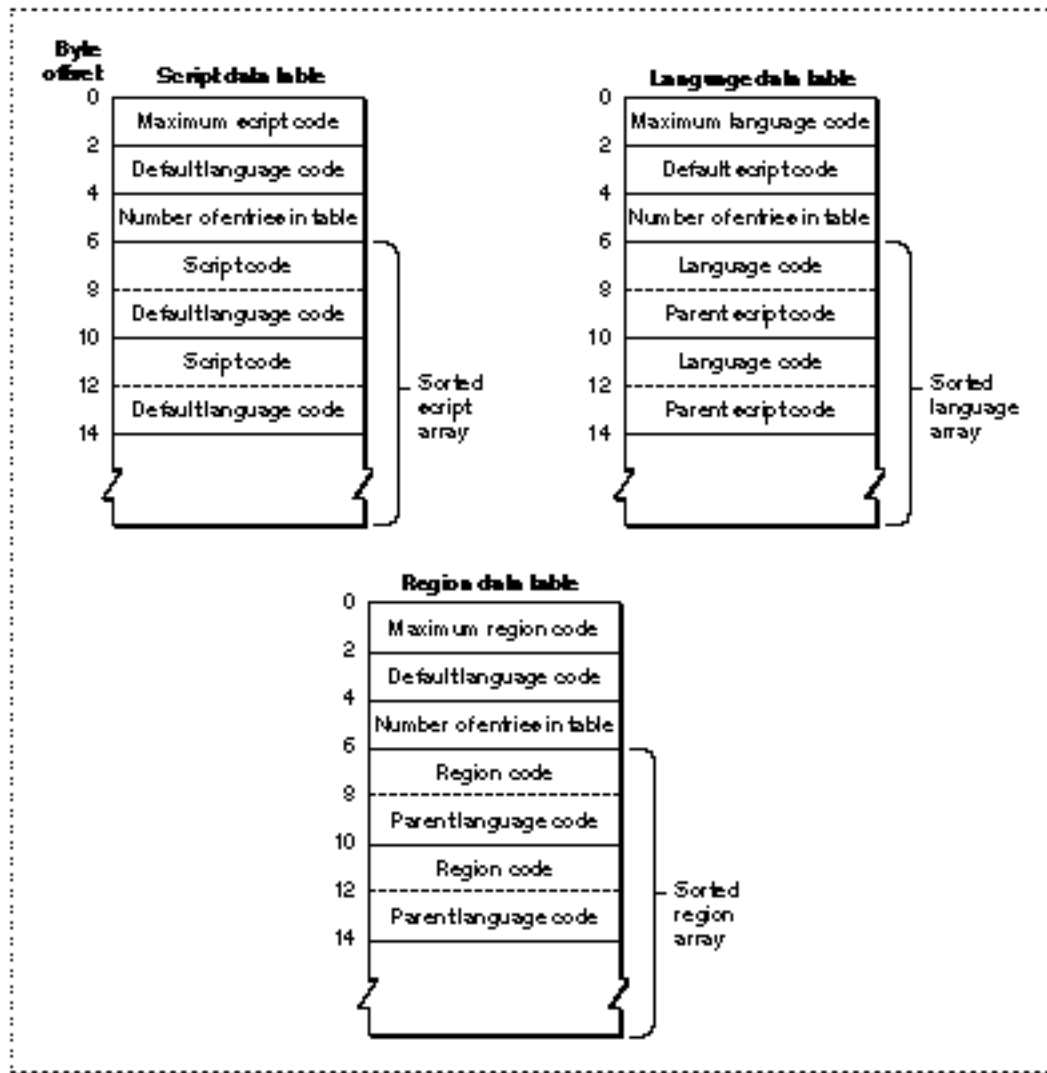 Byte
offset
Script data table
0
Maximum script code
2
Default language code
4
Number of entries in table
6
Script code
8
Default language code
10
Script code
12
Default language code
14
Sorted
script
array
Language data table
0
Maximum language code
2
Default script code
4
Number of entries in table
6
Language code
8
Parent script code
10
Language code
12
Parent script code
14
Sorted
language
array
Region data table
0
Maximum region code
2
Default language code
4
Number of entries in table
6
Region code
8
Parent language code
10
Region code
12
Parent language code
14
Sorted
region
array